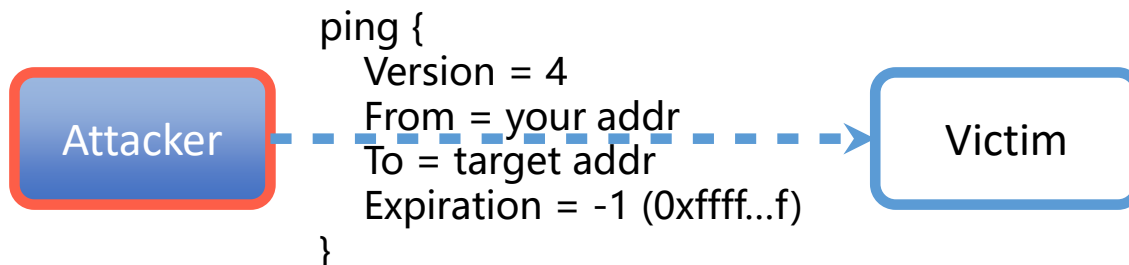 ping {
Version = 4
Attacker
From = your addr
Victim
To = target addr
Expiration = -1 (0xffff...f)
}